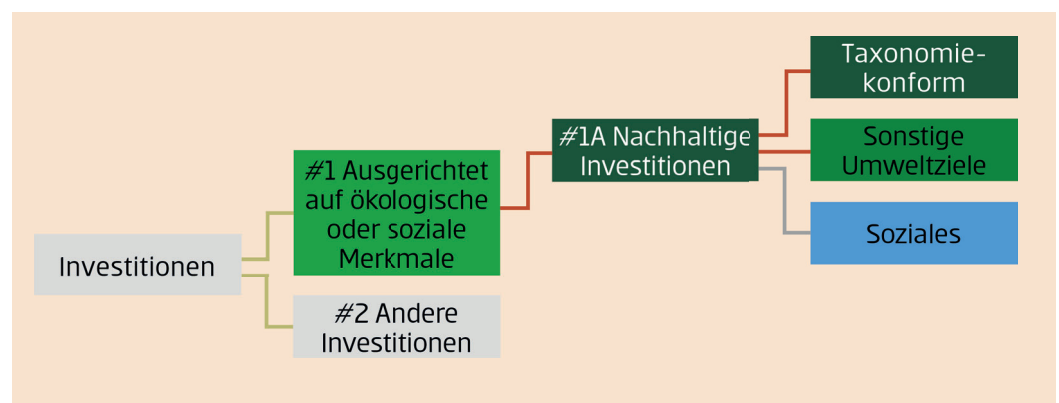 Investitionen
#1 Ausgerichtet
auf ökologische
oder soziale
Merkmale
#2 Andere
Investitionen
#1A Nachhaltige
Investitionen
Taxonomie-
konform
Sonstige
Umweltziele
Soziales